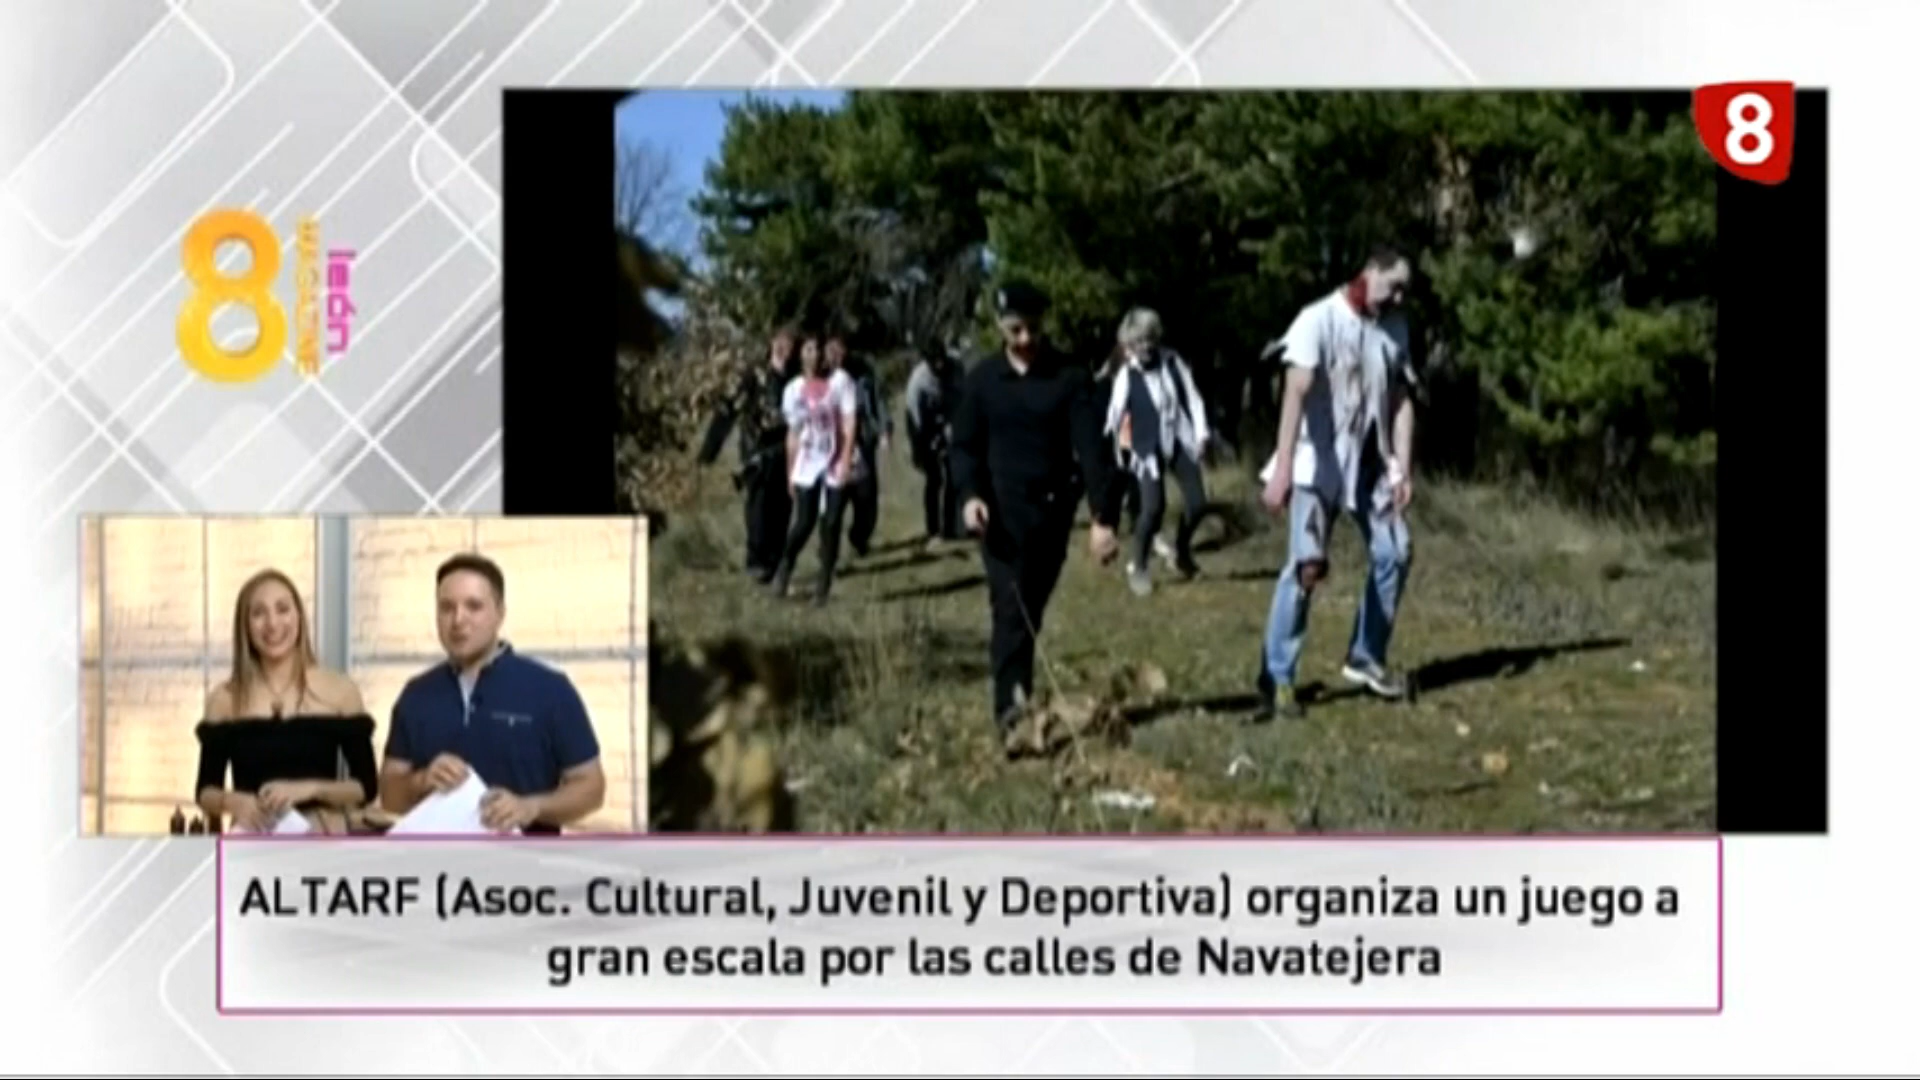 8
8
MAGAZINE
león
ALTARF (Asoc. Cultural, Juvenil y Deportiva) organiza un juego a
gran escala por las calles de Navatejera